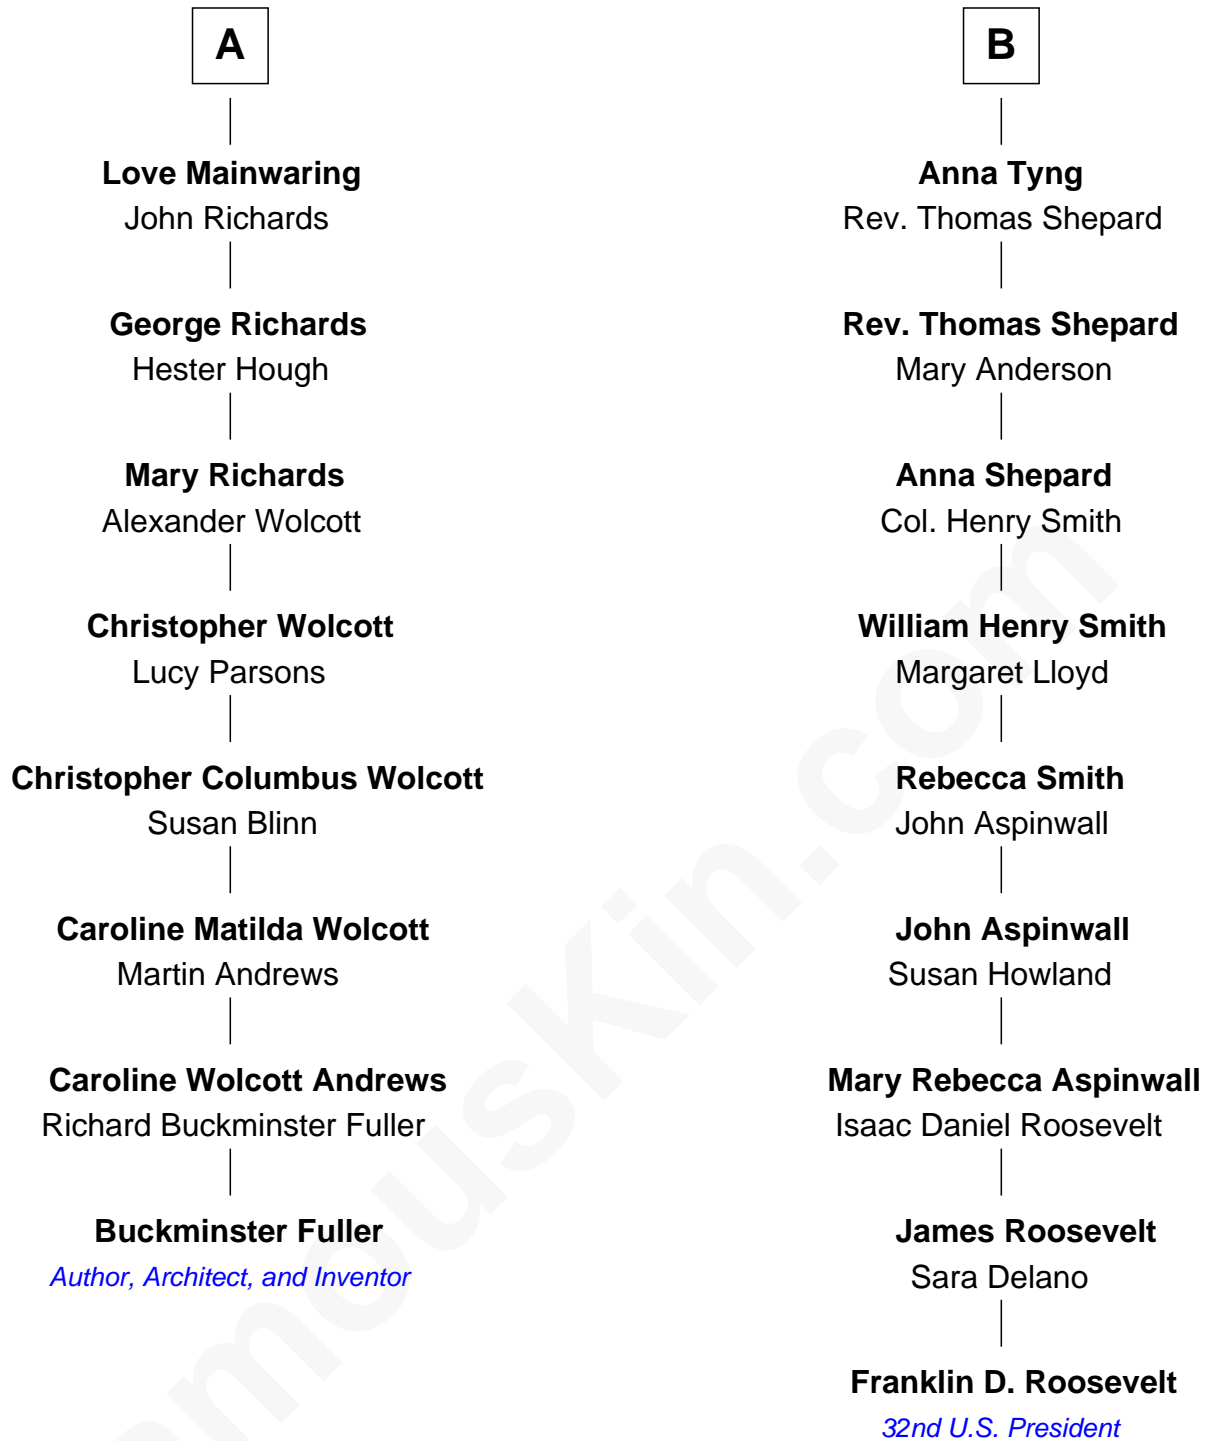 A
Love Mainwaring
John Richards
George Richards
Hester Hough
Mary Richards
Alexander Wolcott
Christopher Wolcott
Lucy Parsons
Christopher Columbus Wolcott
Susan Blinn
Caroline Matilda Wolcott
Martin Andrews
Caroline Wolcott Andrews
Richard Buckminster Fuller
Buckminster Fuller
Author, Architect, and Inventor
B
Anna Tyng
Rev. Thomas Shepard
Rev. Thomas Shepard
Mary Anderson
Anna Shepard
Col. Henry Smith
William Henry Smith
Margaret Lloyd
Rebecca Smith
John Aspinwall
John Aspinwall
Susan Howland
Mary Rebecca Aspinwall
Isaac Daniel Roosevelt
James Roosevelt
Sara Delano
Franklin D. Roosevelt
32nd U.S. President
amouskin.com